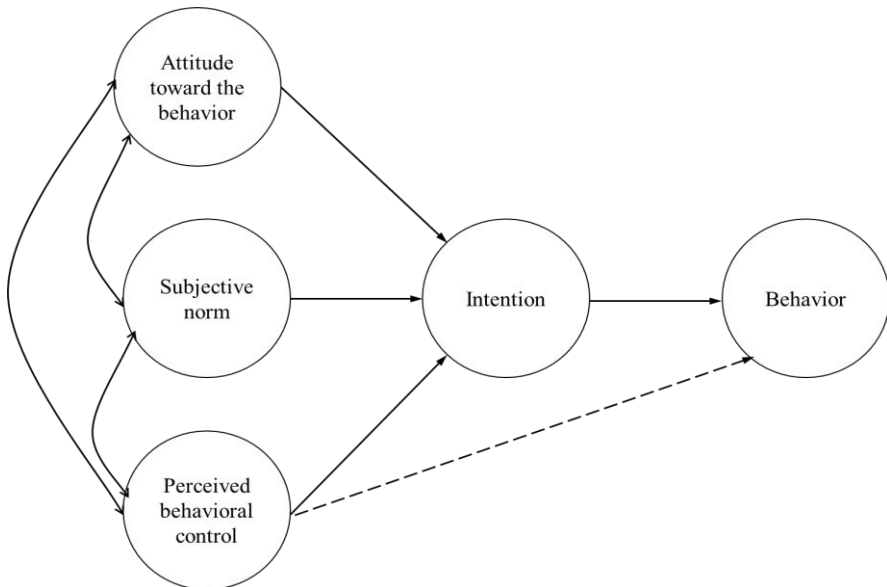 Attitude
toward the
behavior
Subjective
norm
Intention
Behavior
Perceived
behavioral
control